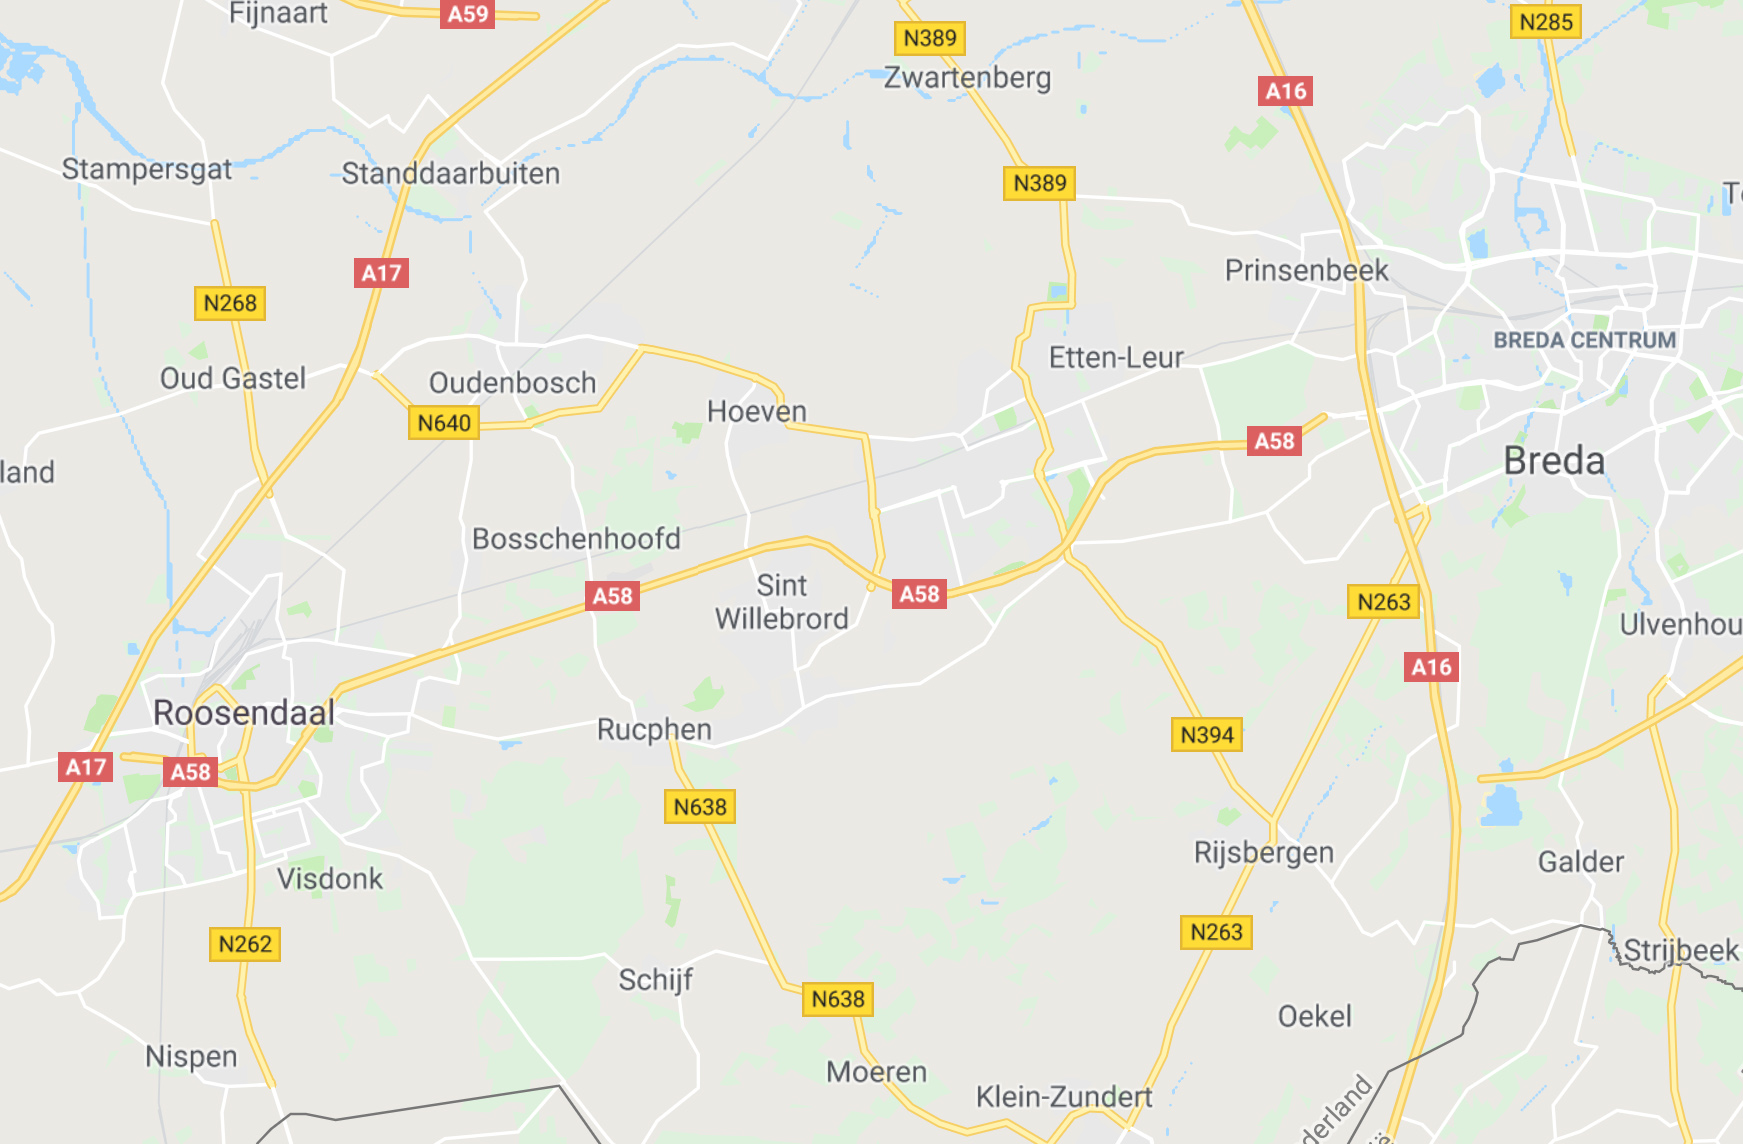 Fijnaart
A59
N389
N285
Zwartenberg
A16
Stampersgat
Standdaarbuiten
N389
A17
Prinsenbeek
N268
BREDA CENTRUM
Etten-Leur
Oud Gastel
Oudenbosch
Hoeven
N640
A58
Breda
land
Bosschenhoofd
Sint
Willebrord
A58
A58
N263
Ulvenhou
A16
Roosendaal
Rucphen
N394
A17
A58
N638
Rijsbergen
Galder
Visdonk
N262
N263
Strijbeek
Schijf
N638
Oekel
Nispen
Moeren
Klein-Zundert
derland